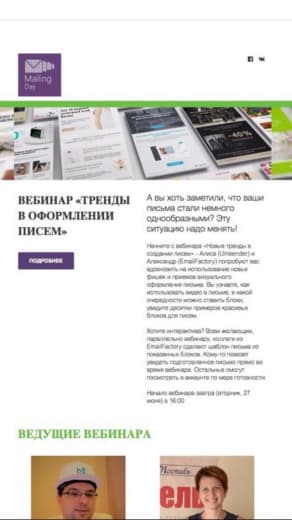 Mailing
Day
-40%
ВЕБИНАР «ТРЕНДЫ
В ОФОРМЛЕНИИ
ПИСЕМ»
ПОДРОБНЕЕ
А вы хоть заметили, что ваши
письма стали немного
однообразными? Эту
ситуацию надо менять!
Начните с вебинара «Новые тренды в
создании писем» - Алиса (Unisender) и
Александр (EmailFactory) попробуют вас
вдохновить на использование новых
фишек и приемов визуального
оформления письма. Вы узнаете, как
использовать видео в письме, в какой
очередности можно ставить блоки,
увидите десятки примеров красивых
блоков для писем.
Хотите интерактива? Всем желающим,
параллельно вебинару, коллеги из
EmailFactory сделают шаблон письма из
показанных блоков. Кому-то повезет
увидеть подготовленное письмо прямо во
время вебинара. Остальные смогут
посмотреть в аккаунте по мере готовности.
Начало вебинара завтра (вторник, 27
июня) в 16:00
ВЕДУЩИЕ ВЕБИНАРА